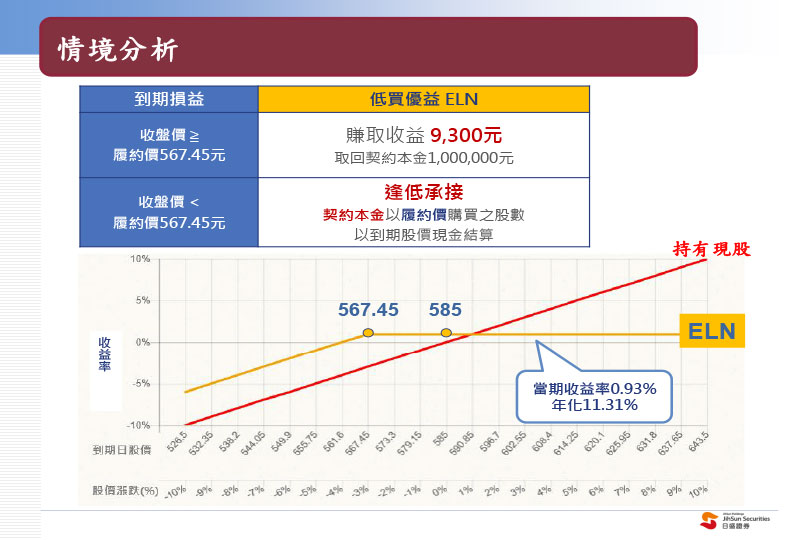 情境分析
到期損益
低買優益 ELN
收盤價 ≧
履約價567.45元
賺取收益 9,300元
取回契約本金1,000,000元
收盤價 <
履約價567.45元
逢低承接
契約本金以履約價購買之股數
以到期股價現金結算
持有現股
10%
5%
0%
-5%
-10%
收益率
567.45
585
ELN
當期收益率0.93%
年化11.31%
到期日股價
526.5 532.35 538.2 544.05 549.9 555.75 561.6 567.45 573.3 579.15 585 590.85 596.7 602.55 608.4 614.25 620.1 625.95 631.8 637.65 643.5
股價漲跌(%)
-10% -9% -8% -7% -6% -5% -4% -3% -2% -1% 0% 1% 2% 3% 4% 5% 6% 7% 8% 9% 10%
JihSun Securities
日盛證券